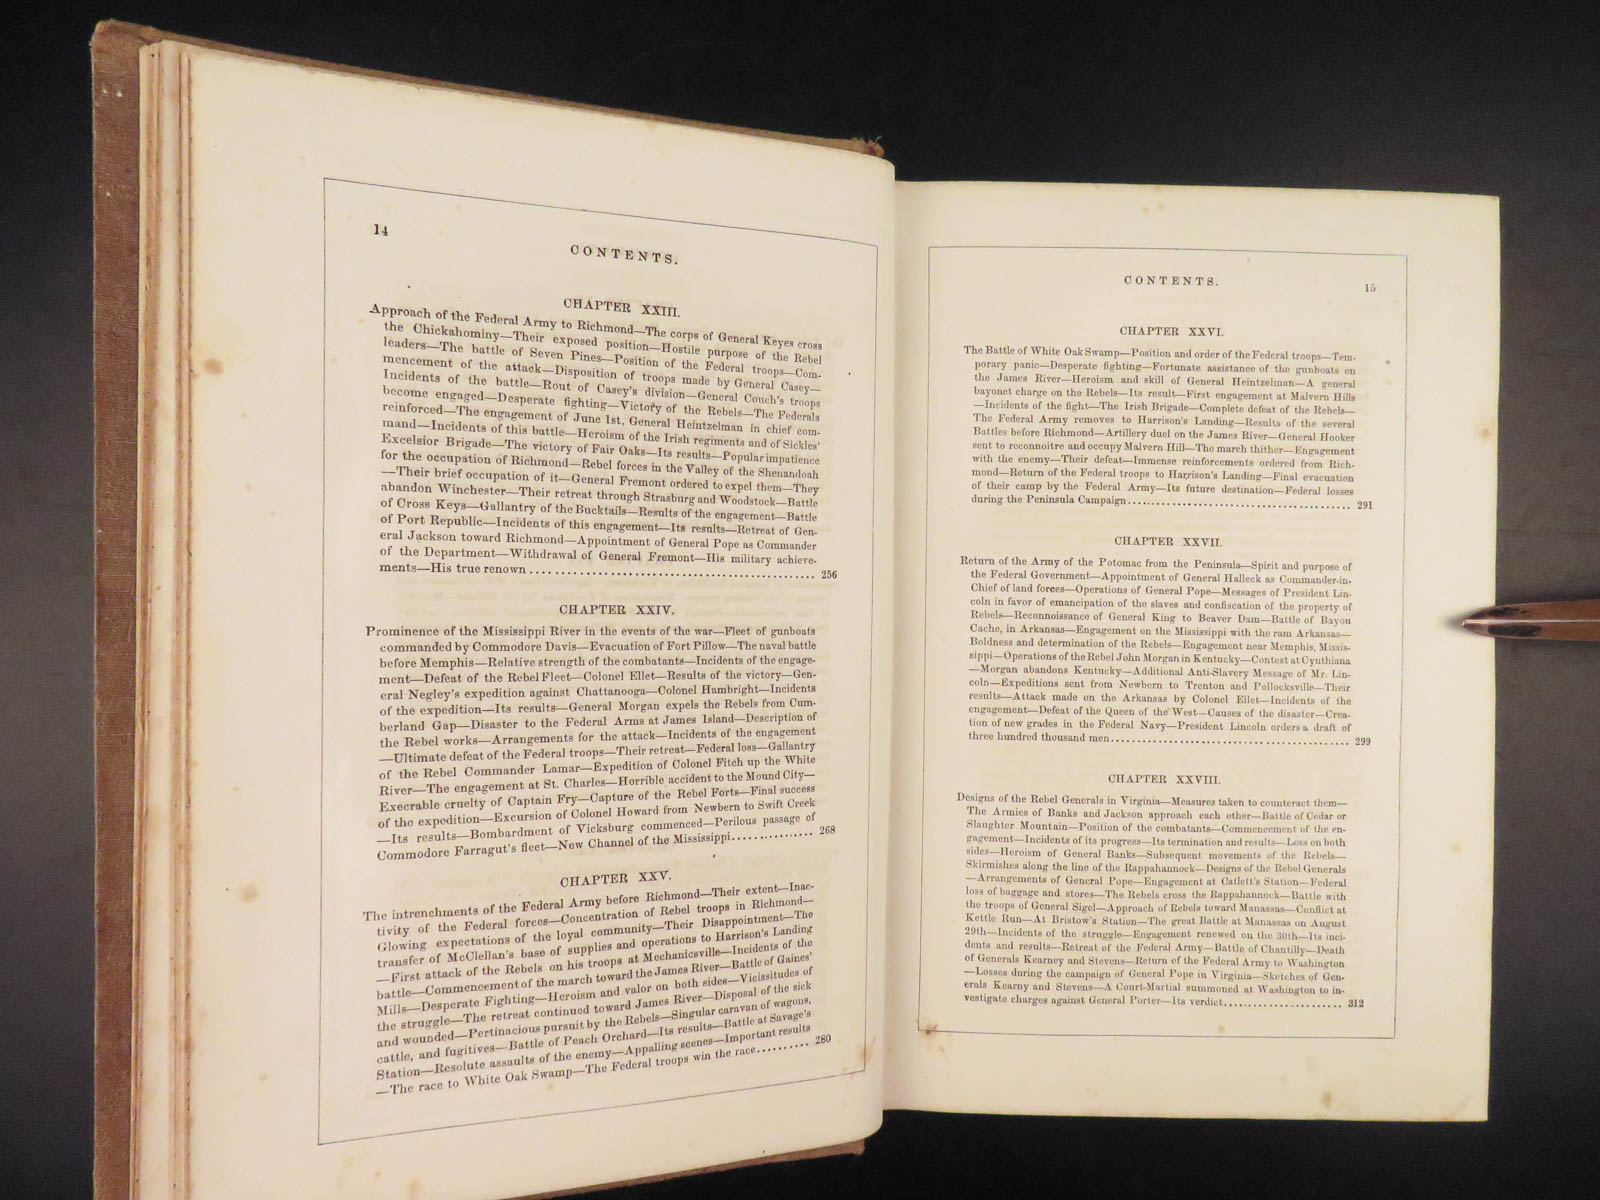 14
CONTENTS.
CHAPTER XXIII.
Approach of the Federal Army to Richmond—The corps of General Keyes cross
the Chickahominy—Their exposed position—Hostile purpose of the Rebel
leaders—The battle of Seven Pines—Position of the Federal troops—Com-
mencement of the attack—Disposition of troops made by General Casey—
Incidents of the battle—Rout of Casey's division—General Couch's troops
become engaged—Desperate fighting—Victory of the Rebels—The Federals
reinforced—The engagement of June 1st, General Heintzelman in chief com-
mand—Incidents of this battle—Heroism of the Irish regiments and of Sickles'
Excelsior Brigade—The victory of Fair Oaks—Its results—Popular impatience
for the occupation of Richmond—Rebel forces in the Valley of the Shenandoah
—Their brief occupation of it—General Fremont ordered to expel them—They
abandon Winchester—Their retreat through Strasburg and Woodstock—Battle
of Cross Keys—Gallantry of the Bucktails—Results of the engagement—Battle
of Port Republic—Incidents of this engagement—Its results—Retreat of Gen-
eral Jackson toward Richmond—Appointment of General Pope as Commander
of the Department—Withdrawal of General Fremont—His military achieve-
ments—His true renown ........................................ 256
CHAPTER XXIV.
Prominence of the Mississippi River in the events of the war—Fleet of gunboats
commanded by Commodore Davis—Evacuation of Fort Pillow—The naval battle
before Memphis—Relative strength of the combatants—Incidents of the engage-
ment—Defeat of the Rebel Fleet—Colonel Ellet—Results of the victory—Gen-
eral Negley's expedition against Chattanooga—Colonel Hambright—Incidents
of the expedition—Its results—General Morgan expels the Rebels from Cum-
berland Gap—Disaster to the Federal Arms at James Island—Description of
the Rebel works—Arrangements for the attack—Incidents of the engagement
—Ultimate defeat of the Federal troops—Their retreat—Federal loss—Gallantry
of the Rebel Commander Lamar—Expedition of Colonel Fitch up the White
River—The engagement at St. Charles—Horrible accident to the Mound City—
Execrable cruelty of Captain Fry—Capture of the Rebel Forts—Final success
of the expedition—Excursion of Colonel Howard from Newbern to Swift Creek
—Its results—Bombardment of Vicksburg commenced—Perilous passage of
Commodore Farragut's fleet—New Channel of the Mississippi............... 268
CHAPTER XXV.
The intrenchments of the Federal Army before Richmond—Their extent—Inac-
tivity of the Federal forces—Concentration of Rebel troops in Richmond—
Glowing expectations of the loyal community—Their Disappointment—The
transfer of McClellan's base of supplies and operations to Harrison's Landing
—First attack of the Rebels on his troops at Mechanicsville—Incidents of the
battle—Commencement of the march toward the James River—Battle of Gaines'
Mills—Desperate Fighting—Heroism and valor on both sides—Vicissitudes of
the struggle—The retreat continued toward James River—Disposal of the sick
and wounded—Pertinacious pursuit by the Rebels—Singular caravan of wagons,
cattle, and fugitives—Battle of Peach Orchard—Its results—Battle at Savage's
Station—Resolute assaults of the enemy—Appalling scenes—Important results
—The race to White Oak Swamp—The Federal troops win the race.......... 280
CONTENTS.
15
CHAPTER XXVI.
The Battle of White Oak Swamp—Position and order of the Federal troops—Tem-
porary panic—Desperate fighting—Fortunate assistance of the gunboats on
the James River—Heroism and skill of General Heintzelman—A general
bayonet charge on the Rebels—Its result—First engagement at Malvern Hills
—Incidents of the fight—The Irish Brigade—Complete defeat of the Rebels—
The Federal Army removes to Harrison's Landing—Results of the several
Battles before Richmond—Artillery duel on the James River—General Hooker
sent to reconnoitre and occupy Malvern Hill—The march thither—Engagement
with the enemy—Their defeat—Immense reinforcements ordered from Rich-
mond—Return of the Federal troops to Harrison's Landing—Final evacuation
of their camp by the Federal Army—Its future destination—Federal losses
during the Peninsula Campaign........................................ 291
CHAPTER XXVII.
Return of the Army of the Potomac from the Peninsula—Spirit and purpose of
the Federal Government—Appointment of General Halleck as Commander-in-
Chief of land forces—Operations of General Pope—Messages of President Lin-
coln in favor of emancipation of the slaves and confiscation of the property of
Rebels—Reconnoissance of General King to Beaver Dam—Battle of Bayou
Cache, in Arkansas—Engagement on the Mississippi with the ram Arkansas—
Boldness and determination of the Rebels—Engagement near Memphis, Missis-
sippi—Operations of the Rebel John Morgan in Kentucky—Contest at Cynthiana
—Morgan abandons Kentucky—Additional Anti-Slavery Message of Mr. Lin-
coln—Expeditions sent from Newbern to Trenton and Pollocksville—Their
results—Attack made on the Arkansas by Colonel Ellet—Incidents of the
engagement—Defeat of the Queen of the West—Causes of the disaster—Crea-
tion of new grades in the Federal Navy—President Lincoln orders a draft of
three hundred thousand men........................................ 299
CHAPTER XXVIII.
Designs of the Rebel Generals in Virginia—Measures taken to counteract them—
The Armies of Banks and Jackson approach each other—Battle of Cedar or
Slaughter Mountain—Position of the combatants—Commencement of the en-
gagement—Incidents of its progress—Its termination and results—Loss on both
sides—Heroism of General Banks—Subsequent movements of the Rebels—
Skirmishes along the line of the Rappahannock—Designs of the Rebel Generals
—Arrangements of General Pope—Engagement at Catlett's Station—Federal
loss of baggage and stores—The Rebels cross the Rappahannock—Battle with
the troops of General Sigel—Approach of Rebels toward Manassas—Conflict at
Kettle Run—At Bristow's Station—The great Battle at Manassas on August
29th—Incidents of the struggle—Engagement renewed on the 30th—Its inci-
dents and results—Retreat of the Federal Army—Battle of Chantilly—Death
of Generals Kearney and Stevens—Return of the Federal Army to Washington
—Losses during the campaign of General Pope in Virginia—Sketches of Gen-
erals Kearny and Stevens—A Court-Martial summoned at Washington to in-
vestigate charges against General Porter—Its verdict....................... 312